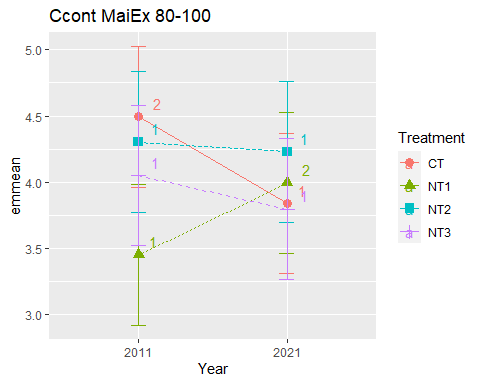 Ccont MaiEx 80-100
5.0
4.5
4.0
3.5
3.0
emmean
2
1
1
1
1
2
1
1
2011
2021
Year
Treatment
a CT
a NT1
a NT2
a NT3